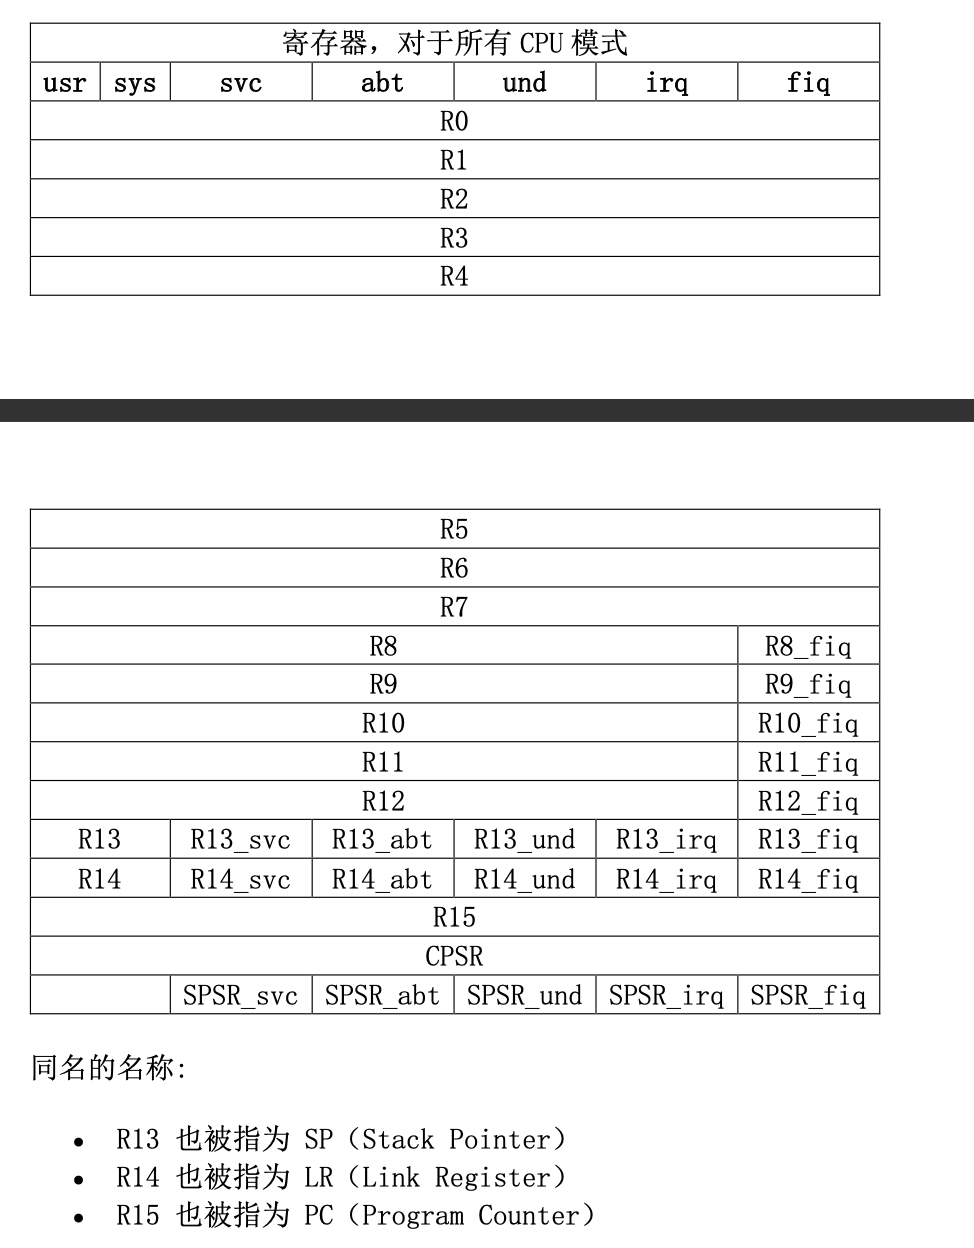 寄存器，对于所有 CPU 模式
usr sys svc abt und irq fiq
R0
R1
R2
R3
R4
R5
R6
R7
R8 R8_fiq
R9 R9_fiq
R10 R10_fiq
R11 R11_fiq
R12 R12_fiq
R13 R13_svc R13_abt R13_und R13_irq R13_fiq
R14 R14_svc R14_abt R14_und R14_irq R14_fiq
R15
CPSR
SPSR_svc SPSR_abt SPSR_und SPSR_irq SPSR_fiq
同名的名称:
• R13 也被指为 SP（Stack Pointer）
• R14 也被指为 LR（Link Register）
• R15 也被指为 PC（Program Counter）